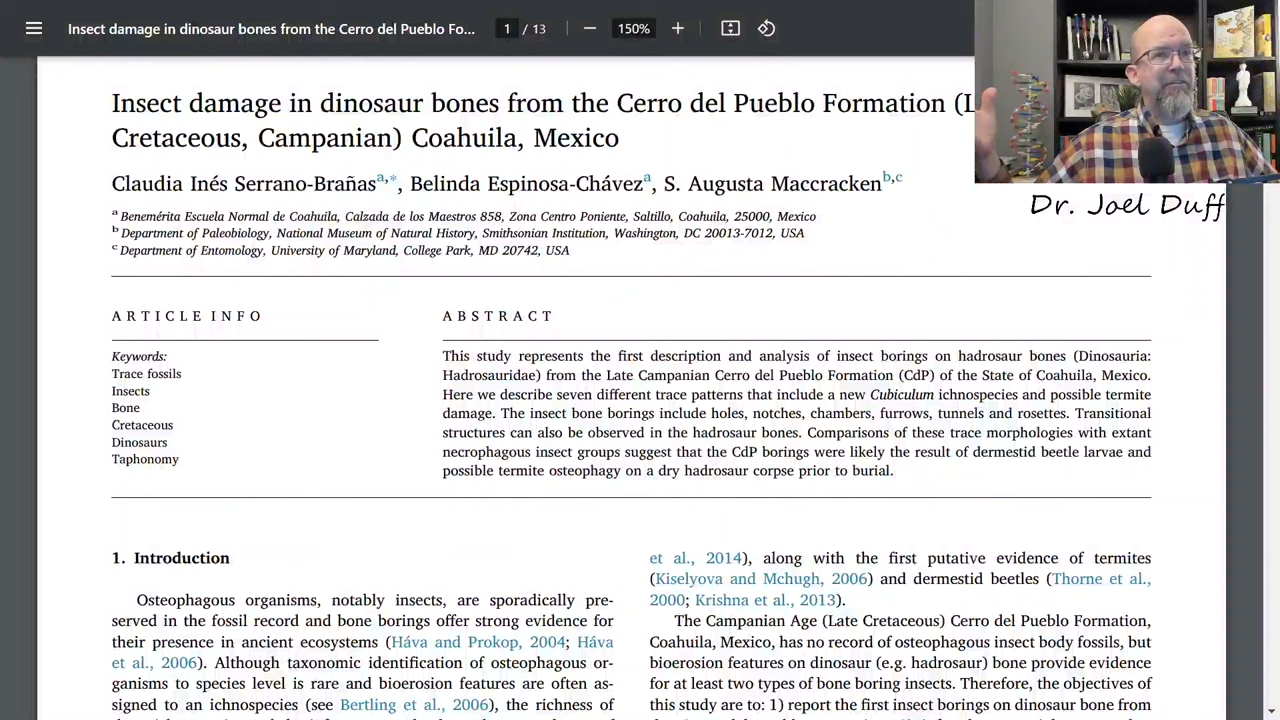 Insect damage in dinosaur bones from the Cerro del Pueblo Fo...
1 / 13
150%
Insect damage in dinosaur bones from the Cerro del Pueblo Formation (L
Cretaceous, Campanian) Coahuila, Mexico
Claudia Inés Serrano-Brañas a,*, Belinda Espinosa-Chávez a, S. Augusta Maccracken b,c
Dr. Joel Duff
a Benemérita Escuela Normal de Coahuila, Calzada de los Maestros 858, Zona Centro Poniente, Saltillo, Coahuila, 25000, Mexico
b Department of Paleobiology, National Museum of Natural History, Smithsonian Institution, Washington, DC 20013-7012, USA
c Department of Entomology, University of Maryland, College Park, MD 20742, USA
ARTICLE INFO
Keywords:
Trace fossils
Insects
Bone
Cretaceous
Dinosaurs
Taphonomy
ABSTRACT
This study represents the first description and analysis of insect borings on hadrosaur bones (Dinosauria:
Hadrosauridae) from the Late Campanian Cerro del Pueblo Formation (CdP) of the State of Coahuila, Mexico.
Here we describe seven different trace patterns that include a new Cubiculum ichnospecies and possible termite
damage. The insect bone borings include holes, notches, chambers, furrows, tunnels and rosettes. Transitional
structures can also be observed in the hadrosaur bones. Comparisons of these trace morphologies with extant
necrophagous insect groups suggest that the CdP borings were likely the result of dermestid beetle larvae and
possible termite osteophagy on a dry hadrosaur corpse prior to burial.
1. Introduction
Osteophagous organisms, notably insects, are sporadically pre-
served in the fossil record and bone borings offer strong evidence for
their presence in ancient ecosystems (Háva and Prokop, 2004; Háva
et al., 2006). Although taxonomic identification of osteophagous or-
ganisms to species level is rare and bioerosion features are often as-
signed to an ichnospecies (see Bertling et al., 2006), the richness of
et al., 2014), along with the first putative evidence of termites
(Kiselyova and Mchugh, 2006) and dermestid beetles (Thorne et al.,
2000; Krishna et al., 2013).
The Campanian Age (Late Cretaceous) Cerro del Pueblo Formation,
Coahuila, Mexico, has no record of osteophagous insect body fossils, but
bioerosion features on dinosaur (e.g. hadrosaur) bone provide evidence
for at least two types of bone boring insects. Therefore, the objectives of
this study are to: 1) report the first insect borings on dinosaur bone from